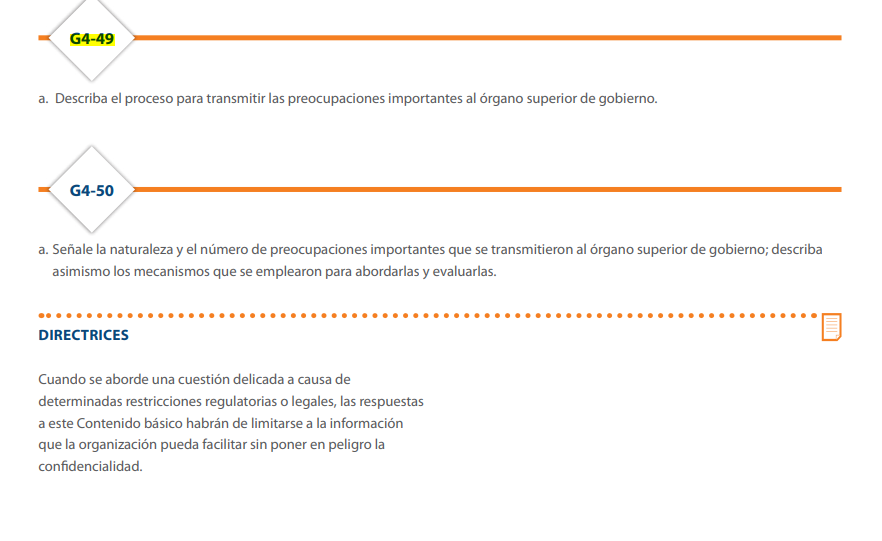 G4-49
a. Describa el proceso para transmitir las preocupaciones importantes al órgano superior de gobierno.
G4-50
a. Señale la naturaleza y el número de preocupaciones importantes que se transmitieron al órgano superior de gobierno; describa
asimismo los mecanismos que se emplearon para abordarlas y evaluarlas.
DIRECTRICES
Cuando se aborde una cuestión delicada a causa de
determinadas restricciones regulatorias o legales, las respuestas
a este Contenido básico habrán de limitarse a la información
que la organización pueda facilitar sin poner en peligro la
confidencialidad.